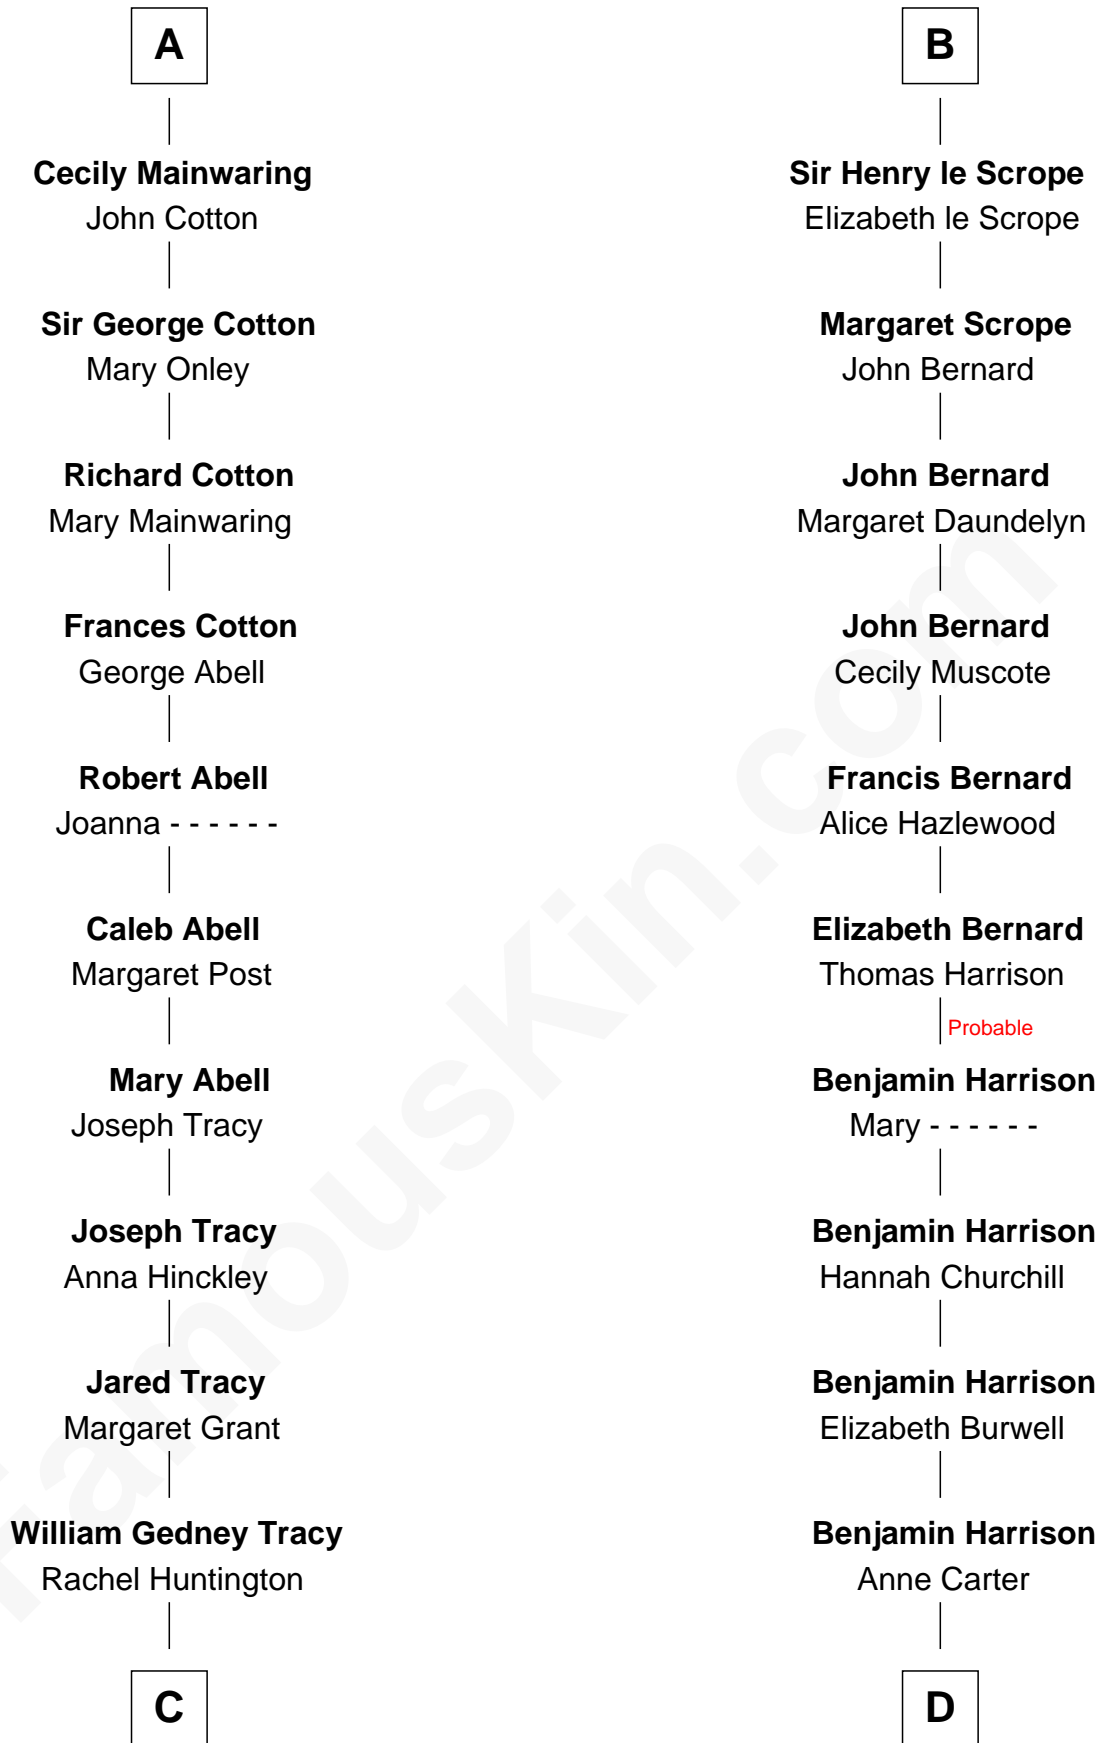 A
Cecily Mainwaring
John Cotton
Sir George Cotton
Mary Onley
Richard Cotton
Mary Mainwaring
Frances Cotton
George Abell
Robert Abell
Joanna - - - - - -
Caleb Abell
Margaret Post
Mary Abell
Joseph Tracy
Joseph Tracy
Anna Hinckley
Jared Tracy
Margaret Grant
William Gedney Tracy
Rachel Huntington
C
B
Sir Henry le Scrope
Elizabeth le Scrope
Margaret Scrope
John Bernard
John Bernard
Margaret Daundelyn
John Bernard
Cecily Muscote
Francis Bernard
Alice Hazlewood
Elizabeth Bernard
Thomas Harrison
Probable
Benjamin Harrison
Mary - - - - - -
Benjamin Harrison
Hannah Churchill
Benjamin Harrison
Elizabeth Burwell
Benjamin Harrison
Anne Carter
D
FamousKin.com